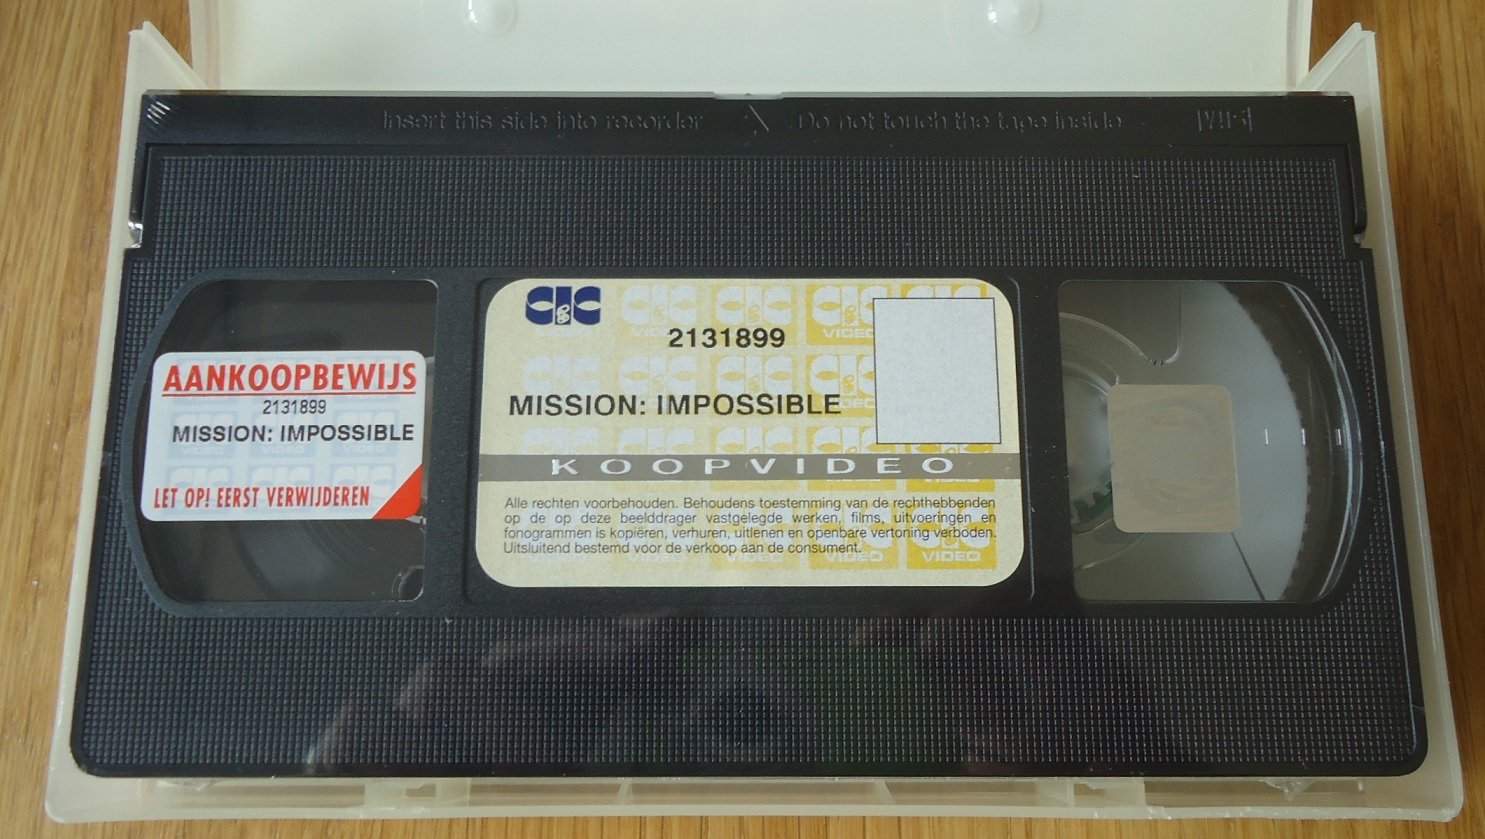 Insert this side into recorder Do not touch the tape inside VHS
CIC
2131899
MISSION: IMPOSSIBLE
KOOPVIDEO
Alle rechten voorbehouden. Behoudens toestemming van de rechthebbenden
op de op deze beelddrager vastgelegde werken, films, uitvoeringen en
fonogrammen is kopiëren, verhuren, uitlenen en openbare vertoning verboden.
Uitsluitend bestemd voor de verkoop aan de consument.
AANKOOPBEWIJS
2131899
MISSION: IMPOSSIBLE
LET OP! EERST VERWIJDEREN